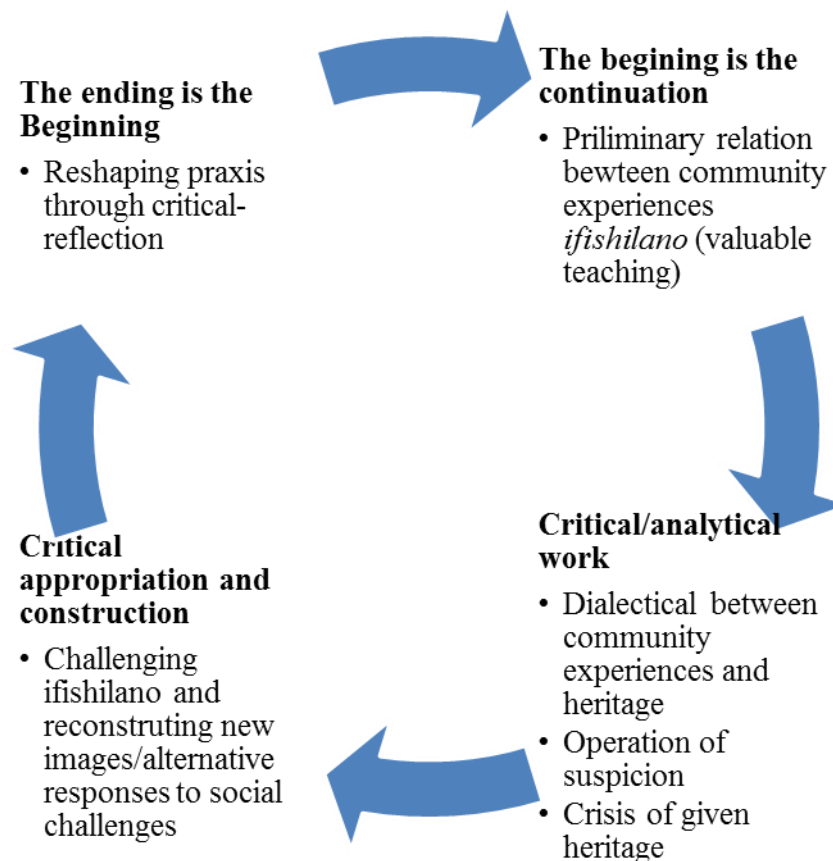 The ending is the
Beginning
• Reshaping praxis
through critical-
reflection
The begining is the
continuation
• Priliminary relation
bewteen community
experiences
ifishilano (valuable
teaching)
Critical/analytical
work
• Dialectical between
community
experiences and
heritage
• Operation of
suspicion
• Crisis of given
heritage
Critical
appropriation and
construction
• Challenging
ifishilano and
reconstruting new
images/alternative
responses to social
challenges